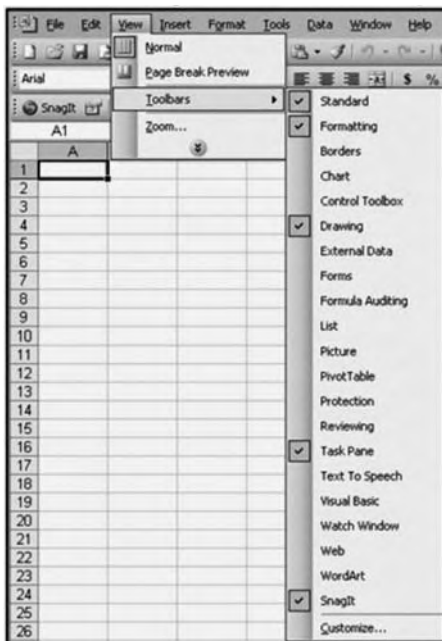 File Edit View Insert Format Tools Data Window Help
Normal
Page Break Preview
Arial
$ %
Toolbars
Standard
SnagIt
Zoom...
Formatting
A1
Borders
A
Chart
1
Control Toolbox
2
3
Drawing
4
External Data
5
Forms
6
7
Formula Auditing
8
List
9
10
Picture
11
PivotTable
12
Protection
13
14
Reviewing
15
Task Pane
16
17
Text To Speech
18
Visual Basic
19
20
Watch Window
21
Web
22
WordArt
23
24
SnagIt
25
Customize...
26